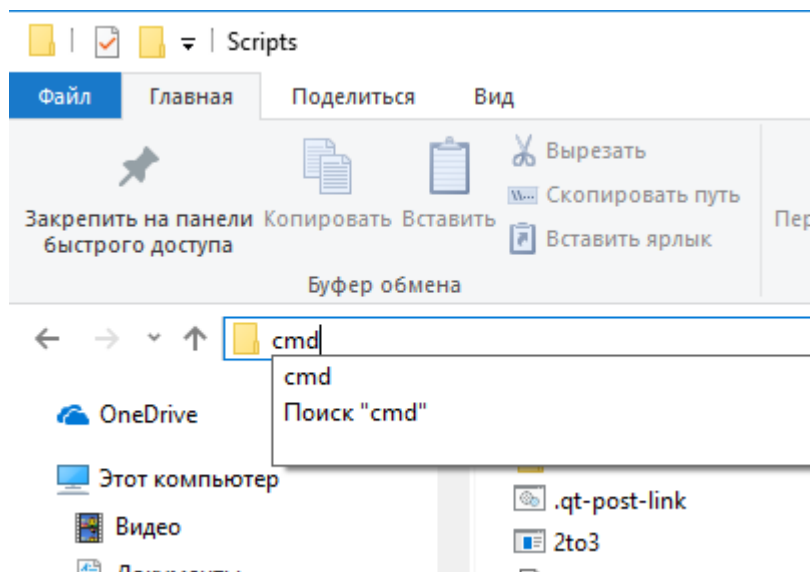 Scripts
Файл Главная Поделиться Вид
Закрепить на панели
быстрого доступа
Копировать
Вставить
Вырезать
Скопировать путь
Вставить ярлык
Пер
Буфер обмена
cmd
cmd
Поиск "cmd"
OneDrive
Этот компьютер
Видео
Документы
.qt-post-link
2to3